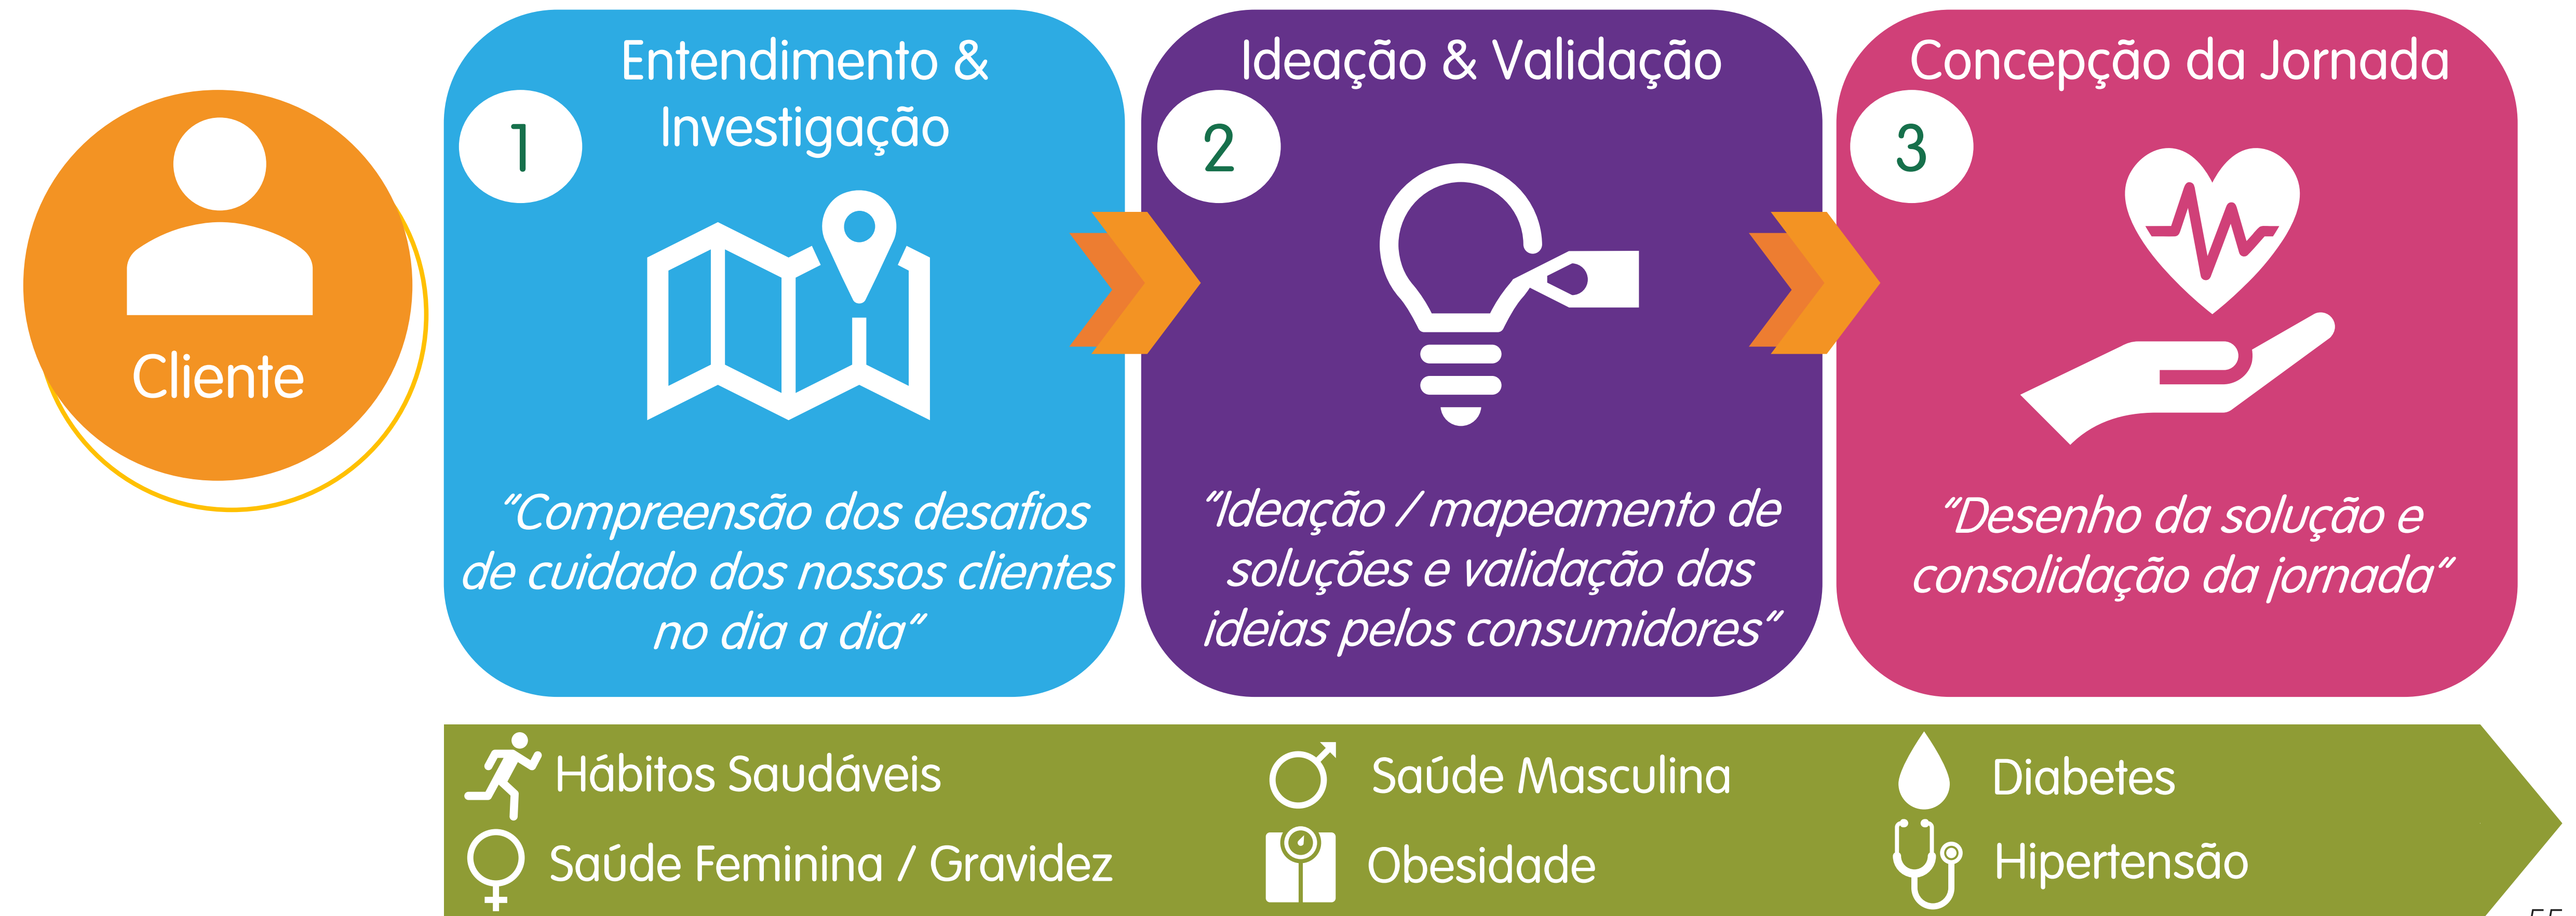 Cliente
1
Entendimento &
Investigação
“Compreensão dos desafios
de cuidado dos nossos clientes
no dia a dia“
2
Ideação & Validação
“Ideação / mapeamento de
soluções e validação das
ideias pelos consumidores“
3
Concepção da Jornada
“Desenho da solução e
consolidação da jornada“
Hábitos Saudáveis
Saúde Masculina
Diabetes
Saúde Feminina / Gravidez
Obesidade
Hipertensão